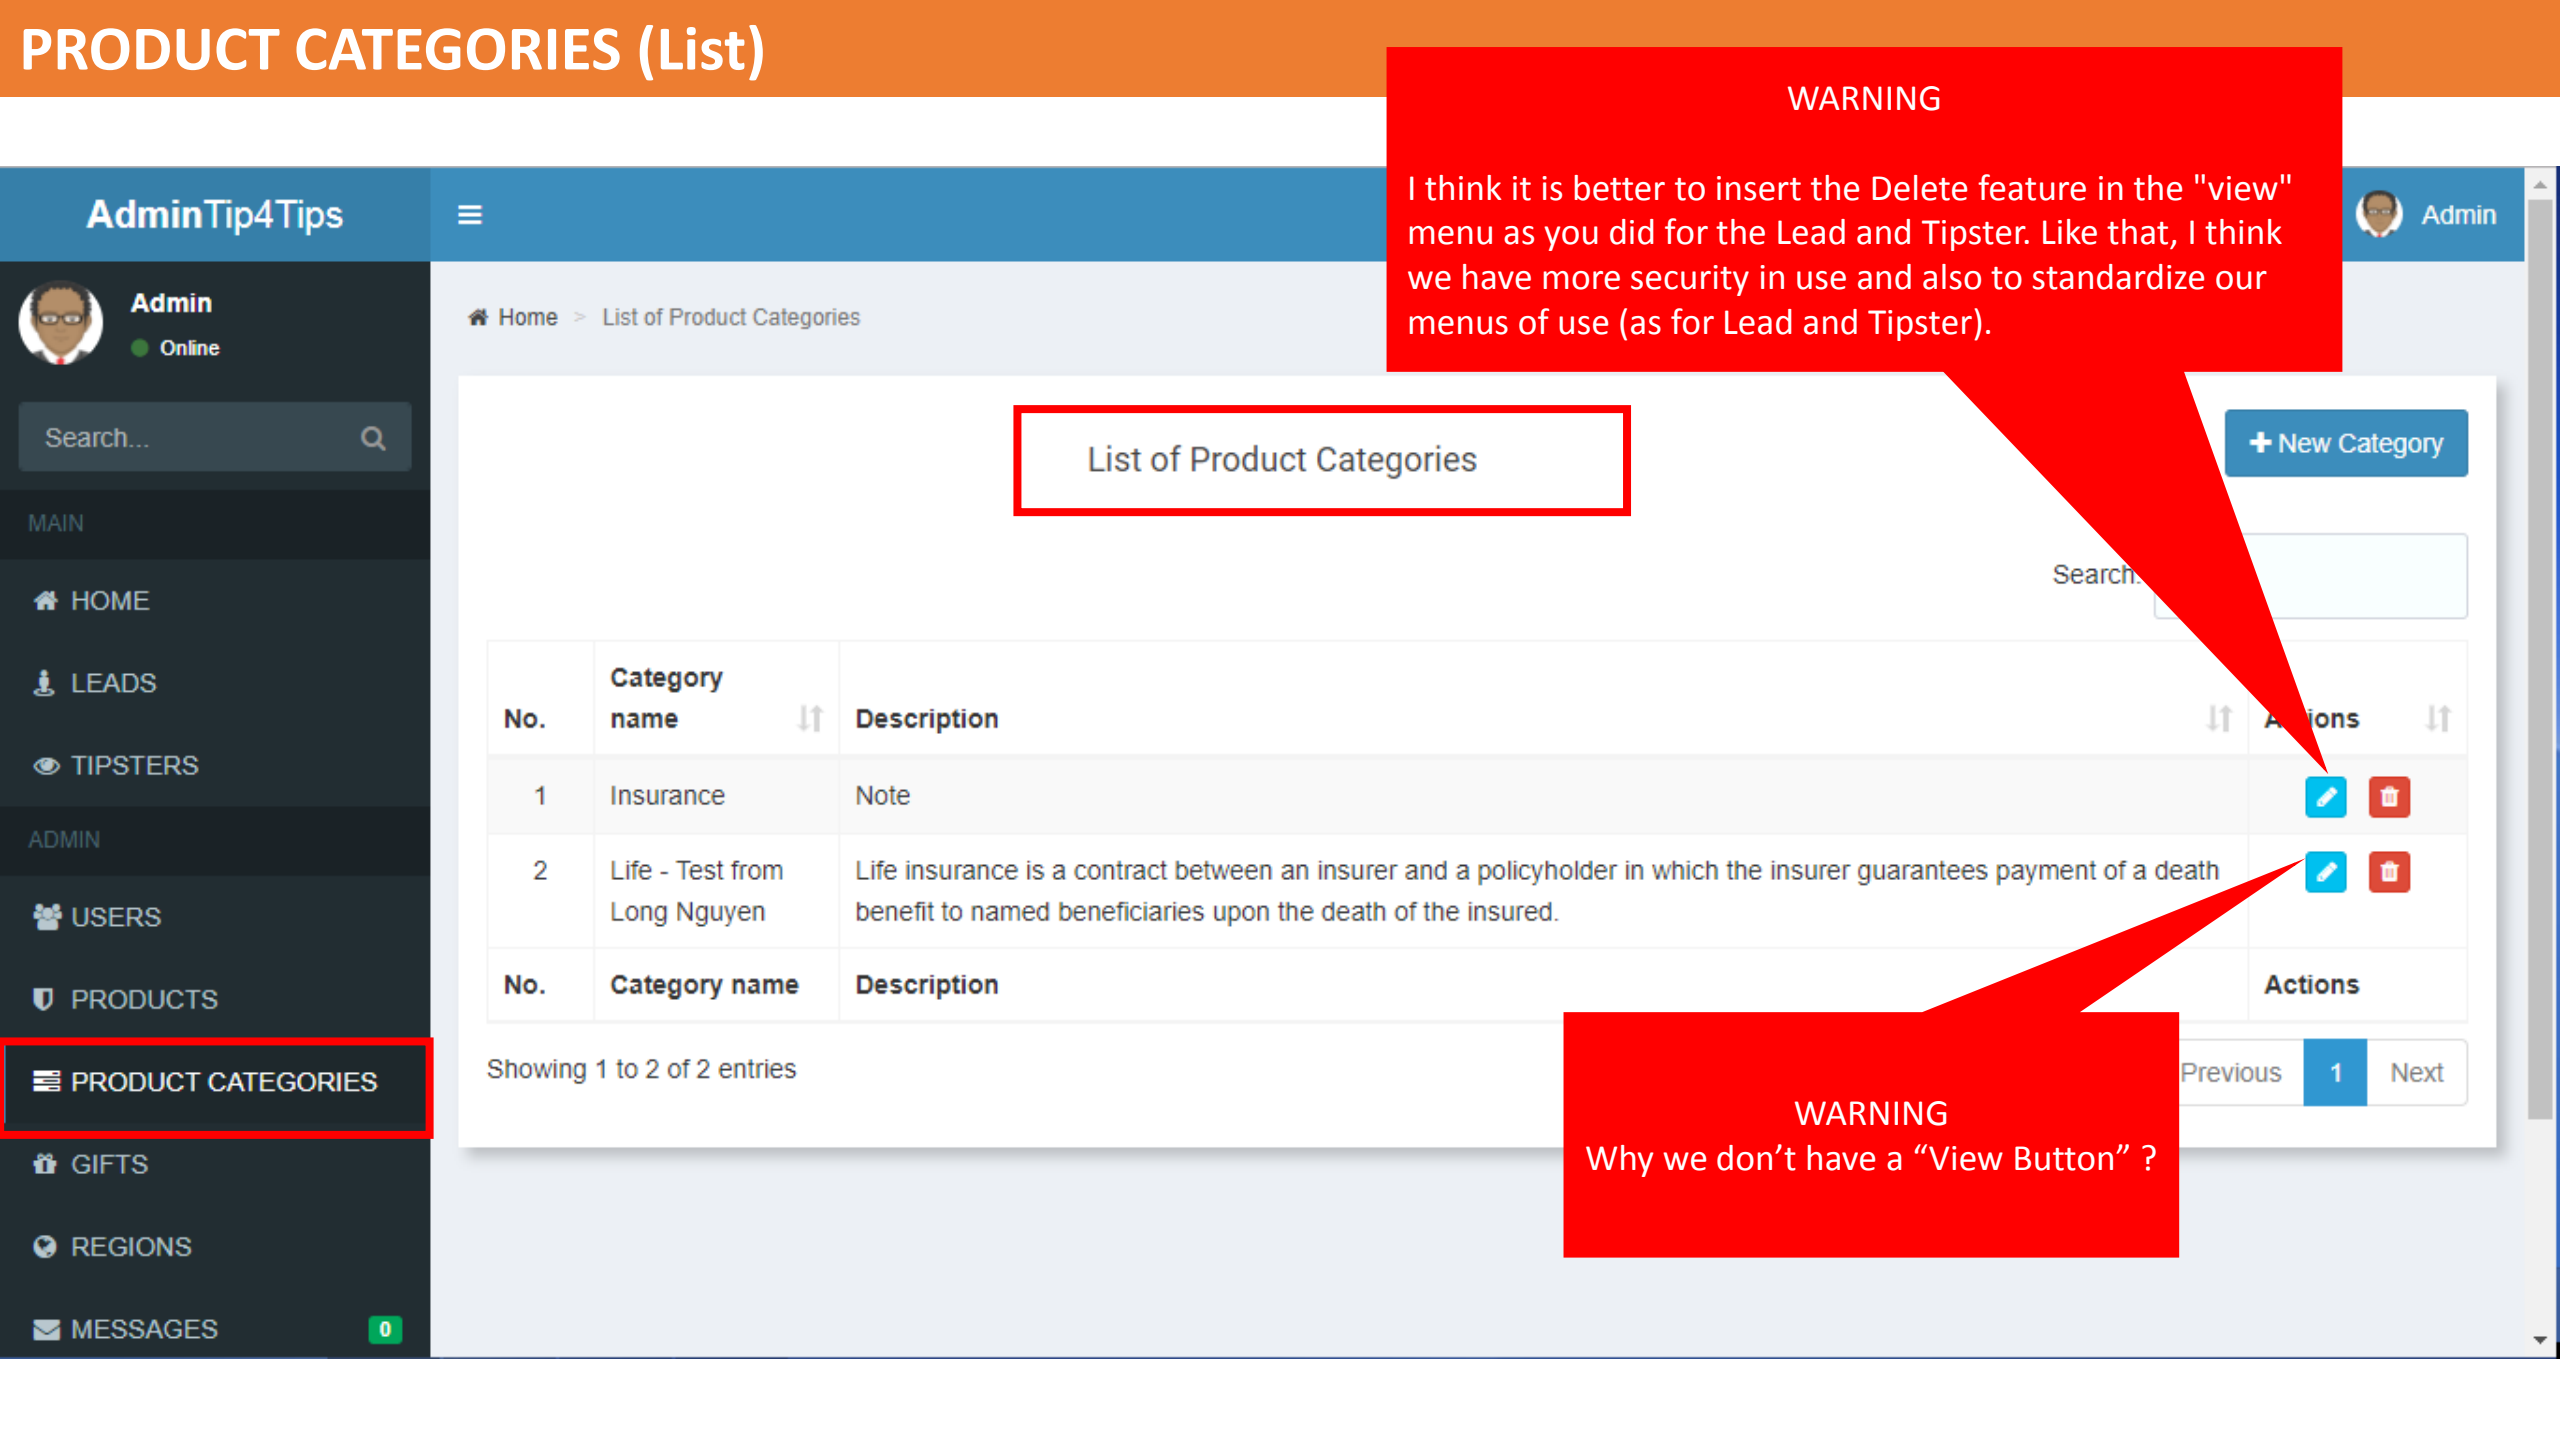 PRODUCT CATEGORIES (List)
WARNING
I think it is better to insert the Delete feature in the "view"
menu as you did for the Lead and Tipster. Like that, I think
we have more security in use and also to standardize our
menus of use (as for Lead and Tipster).
AdminTip4Tips
Admin
Admin
Online
Home > List of Product Categories
Search...
List of Product Categories
+ New Category
MAIN
Search:
HOME
LEADS
TIPSTERS
ADMIN
USERS
PRODUCTS
PRODUCT CATEGORIES
GIFTS
REGIONS
MESSAGES 0
No. Category name Description Actions
1 Insurance Note
2 Life - Test from Long Nguyen
Life insurance is a contract between an insurer and a policyholder in which the insurer guarantees payment of a death
benefit to named beneficiaries upon the death of the insured.
No. Category name Description Actions
Showing 1 to 2 of 2 entries
Previous 1 Next
WARNING
Why we don’t have a “View Button” ?